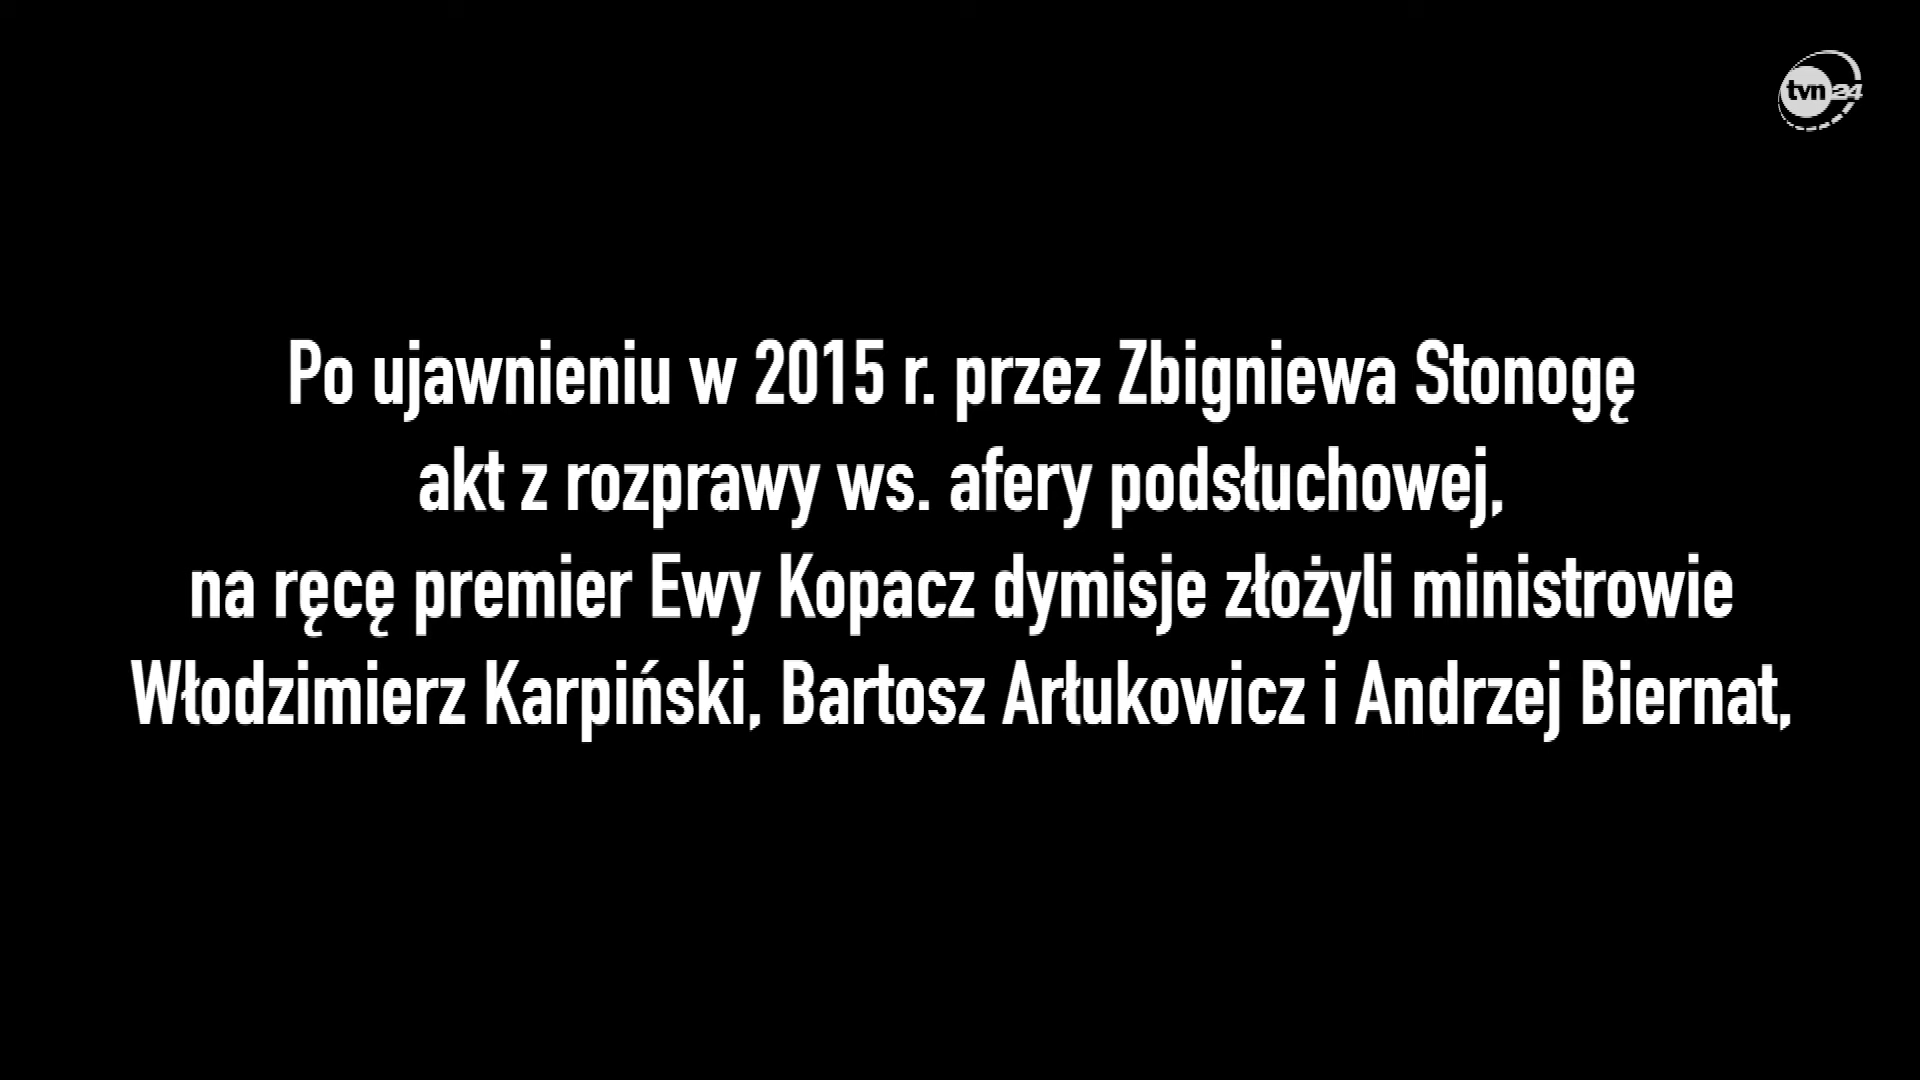 tvn24
Po ujawnieniu w 2015 r. przez Zbigniewa Stonogę
akt z rozprawy ws. afery podsłuchowej,
na ręcę premier Ewy Kopacz dymisje złożyli ministrowie
Włodzimierz Karpiński, Bartosz Arłukowicz i Andrzej Biernat,